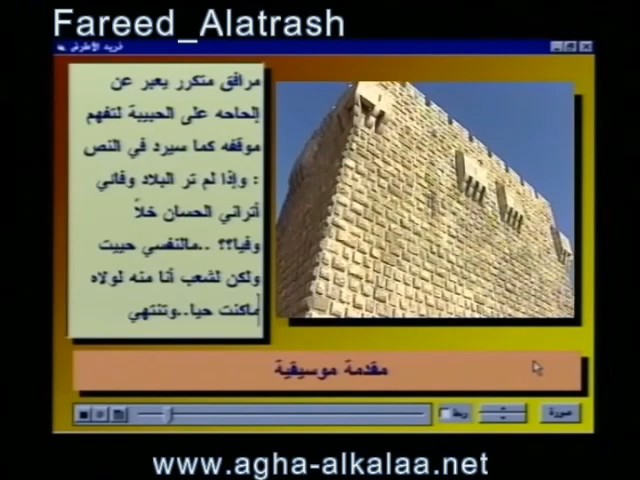 Fareed_Alatrash
فريد الأطرش
مرافق متكرر يعبر عن
إلحاحه على الحبيبة لتفهم
موقفه كما سيرد في النص
: وإذا لم تر البلاد وفائي
أتراني الحسان خلاً
وفيا؟؟ ..مالنفسي حييت
ولكن لشعب أنا منه لولاه
ماكنت حيا..وتنتهي
مقدمة موسيقية
ربط
صورة
www.agha-alkalaa.net